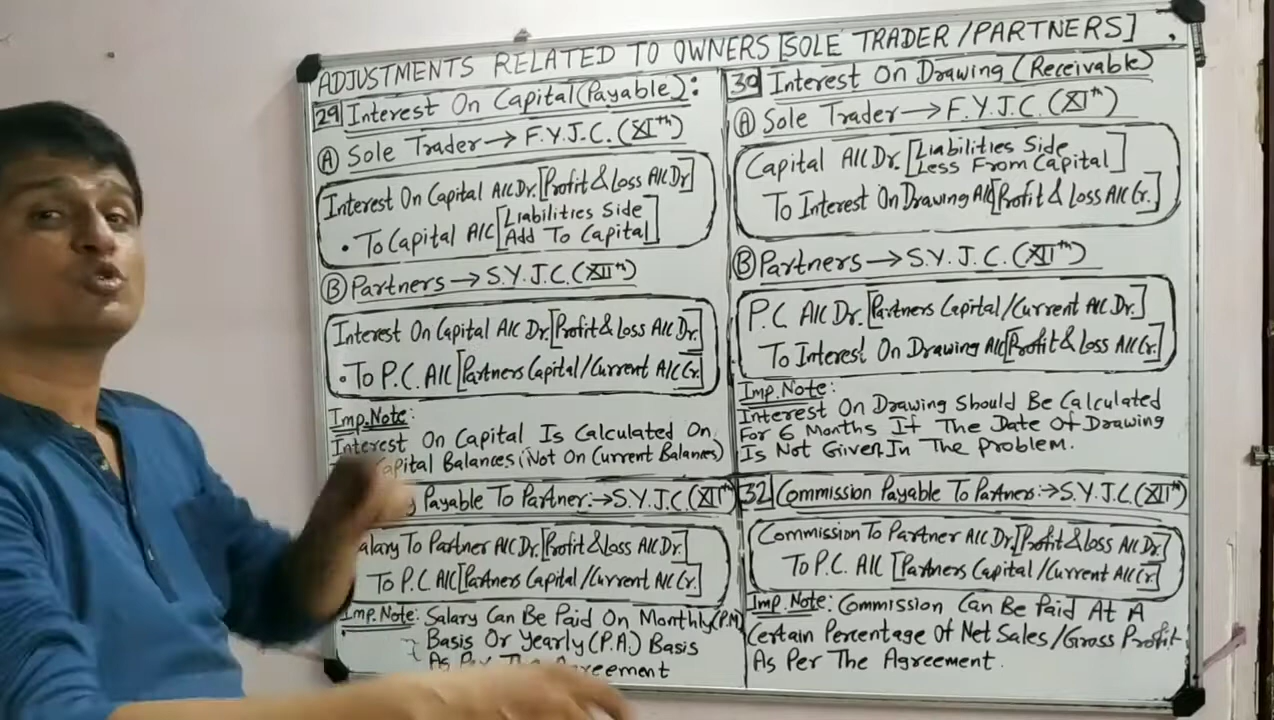 ADJUSTMENTS RELATED TO OWNERS [SOLE TRADER/PARTNERS].
29 Interest On Capital (Payable):
(A) Sole Trader → F.Y.J.C. (XIth)
Interest On Capital A/C Dr. [Profit & Loss A/C Dr]
• To Capital A/C [Liabilities Side
Add To Capital]
(B) Partners → S.Y.J.C. (XIIth)
Interest On Capital A/C Dr. [Profit & Loss A/C Dr.]
• To P.C. A/C [Partners Capital/Current A/C Cr.]
Imp.Note:
Interest On Capital Is Calculated On
Capital Balances (Not On Current Balances)
30 Interest On Drawing (Receivable)
(A) Sole Trader → F.Y.J.C. (XIth)
Capital A/C Dr. [Liabilities Side
Less From Capital]
To Interest On Drawing A/C [Profit & Loss A/C Cr.]
(B) Partners → S.Y.J.C. (XIIth)
P.C A/C Dr. [Partners Capital/Current A/C Dr.]
To Interest On Drawing A/C [Profit & Loss A/C Cr.]
Imp.Note:
Interest On Drawing Should Be Calculated
For 6 Months If The Date Of Drawing
Is Not Given In The Problem.
Payable To Partner: → S.Y.J.C (XIIth)
alary To Partner A/C Dr. [Profit & Loss A/C Dr.]
To P.C A/C [Partners Capital/Current A/C Cr.]
Imp.Note: Salary Can Be Paid On Monthly (P.M)
Basis Or Yearly (P.A.) Basis
As Per The Agreement
32 Commission Payable To Partners: → S.Y.J.C. (XIIth)
Commission To Partner A/C Dr. [Profit & Loss A/C Dr.]
To P.C. A/C [Partners Capital/Current A/C Cr.]
Imp.Note: Commission Can Be Paid At A
Certain Percentage Of Net Sales/Gross Profit
As Per The Agreement.